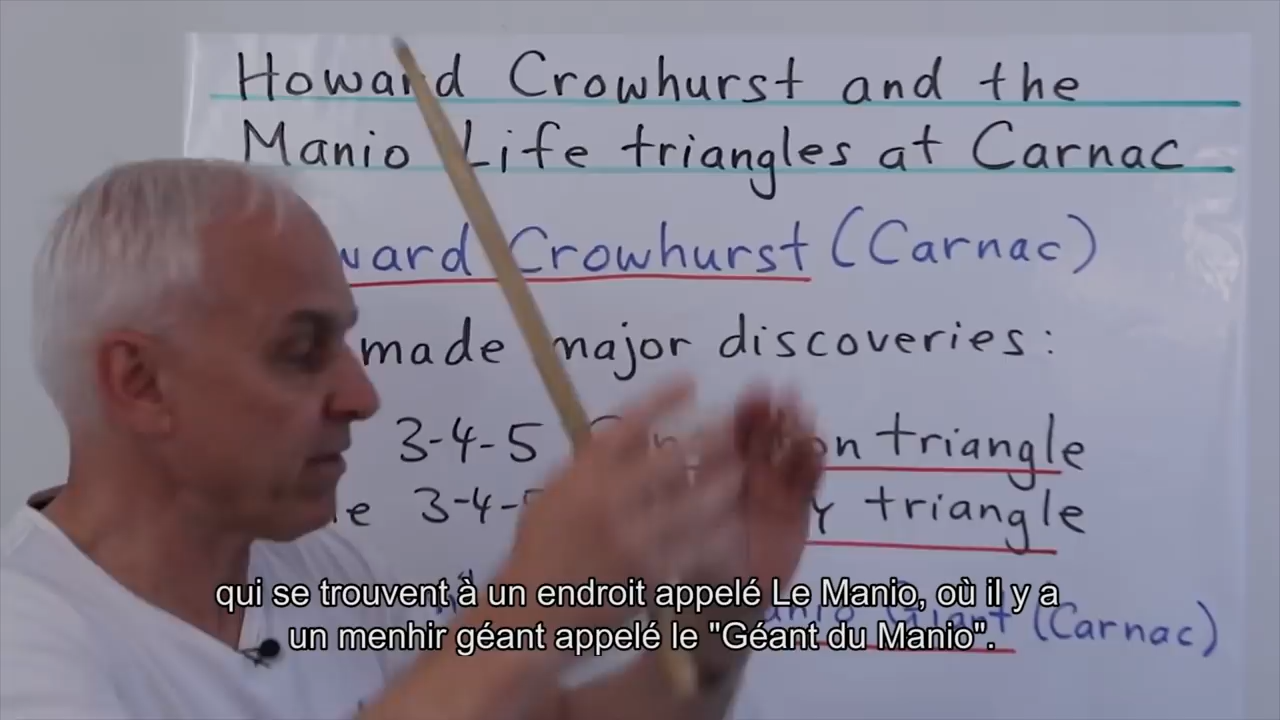 Howard Crowhurst and the
Manio Life triangles at Carnac
ward Crowhurst (Carnac)
made major discoveries:
3-4-5 on triangle
e 3-4- y triangle
Giant (Carnac)
qui se trouvent à un endroit appelé Le Manio, où il y a
un menhir géant appelé le "Géant du Manio".